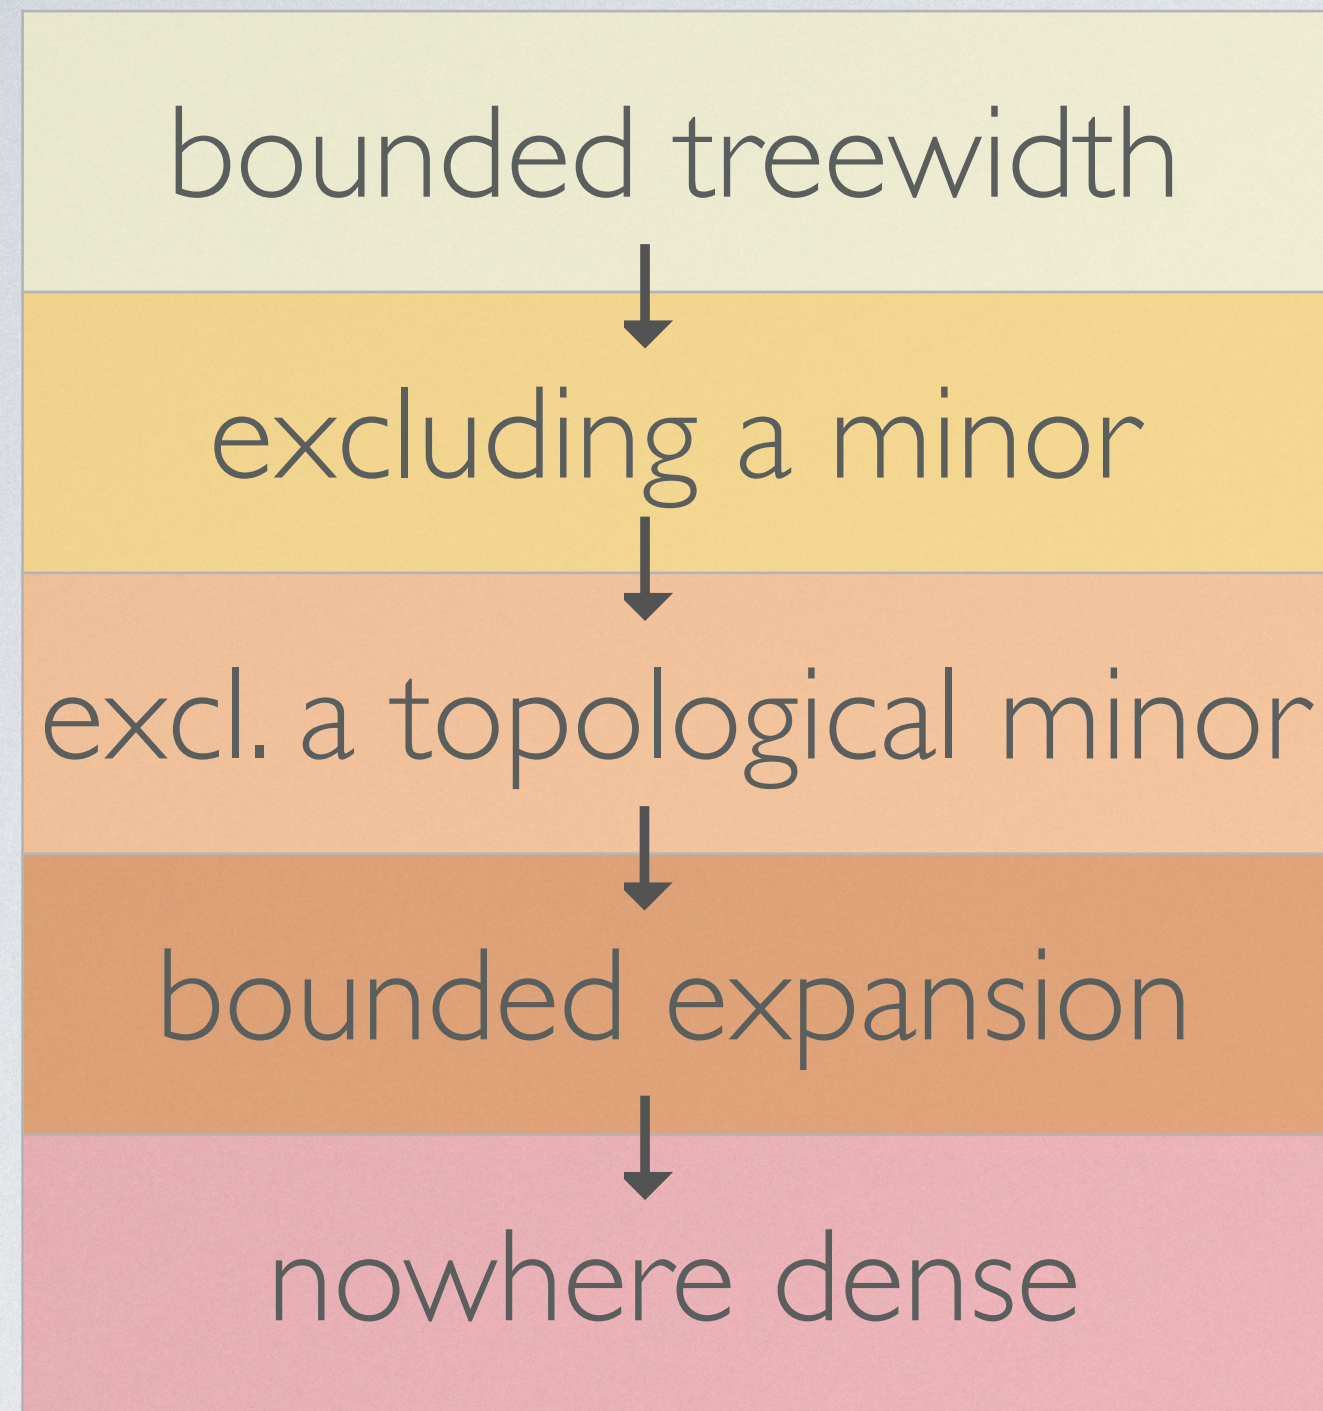 bounded treewidth
excluding a minor
excl. a topological minor
bounded expansion
nowhere dense